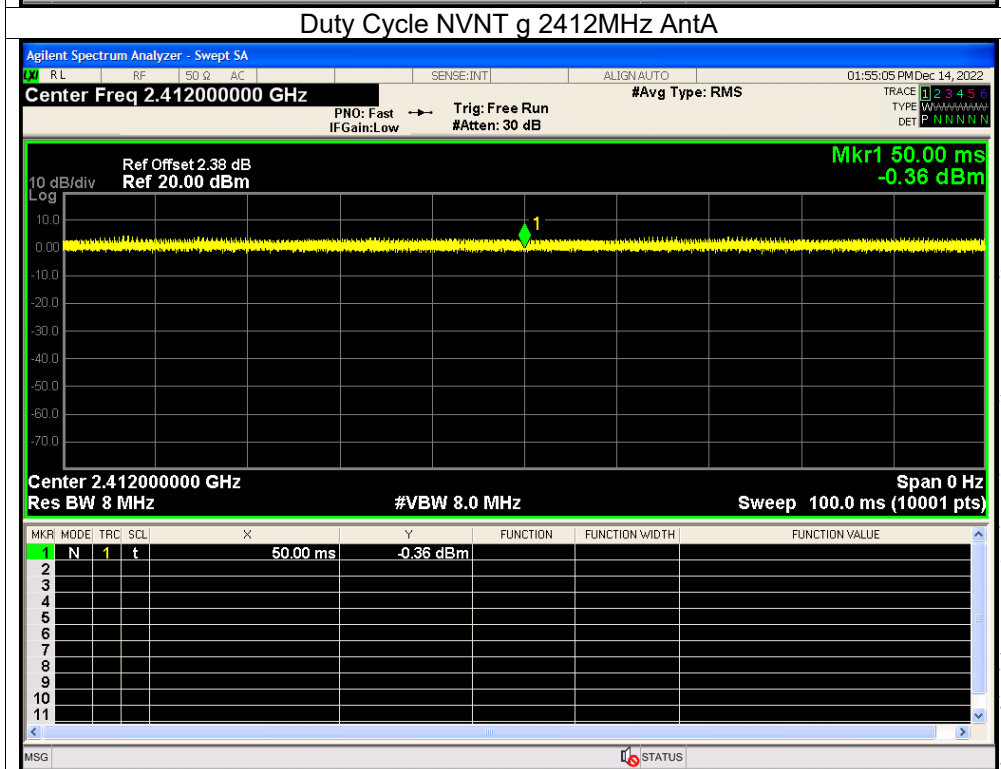 Duty Cycle NVNT g 2412MHz AntA
Agilent Spectrum Analyzer - Swept SA
LXI RL RF 50 Ω AC SENSE:INT ALIGN AUTO 01:55:05 PM Dec 14, 2022
Center Freq 2.412000000 GHz #Avg Type: RMS TRACE 1 2 3 4 5 6
PNO: Fast Trig: Free Run TYPE WWWWWW
IFGain:Low #Atten: 30 dB DET P N N N N N
Mkr1 50.00 ms
Ref Offset 2.38 dB
10 dB/div Ref 20.00 dBm -0.36 dBm
Log
10.0
1
0.00
-10.0
-20.0
-30.0
-40.0
-50.0
-60.0
-70.0
Center 2.412000000 GHz Span 0 Hz
Res BW 8 MHz #VBW 8.0 MHz Sweep 100.0 ms (10001 pts)
MKR MODE TRC SCL X Y FUNCTION FUNCTION WIDTH FUNCTION VALUE
1 N 1 t 50.00 ms -0.36 dBm
2
3
4
5
6
7
8
9
10
11
MSG STATUS